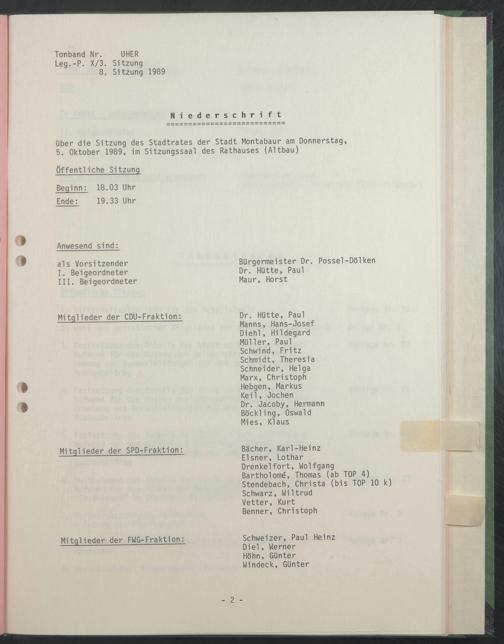 Tonband Nr. UHER
Leg.-P. X/3. Sitzung
8. Sitzung 1989
Niederschrift
über die Sitzung des Stadtrates der Stadt Montabaur am Donnerstag,
5. Oktober 1989, im Sitzungssaal des Rathauses (Altbau)
Öffentliche Sitzung
Beginn: 18.03 Uhr
Ende: 19.33 Uhr
Anwesend sind:
als Vorsitzender Bürgermeister Dr. Possel-Dölken
I. Beigeordneter Dr. Hütte, Paul
III. Beigeordneter Maur, Horst
Mitglieder der CDU-Fraktion: Dr. Hütte, Paul
Manns, Hans-Josef
Diehl, Hildegard
Müller, Paul
Schwind, Fritz
Schmidt, Theresia
Schneider, Helga
Marx, Christoph
Hebgen, Markus
Keil, Jochen
Dr. Jacoby, Hermann
Böckling, Oswald
Mies, Klaus
Mitglieder der SPD-Fraktion: Bächer, Karl-Heinz
Elsner, Lothar
Drenkelfort, Wolfgang
Bartholomé, Thomas (ab TOP 4)
Stendebach, Christa (bis TOP 10 k)
Schwarz, Wiltrud
Vetter, Kurt
Benner, Christoph
Mitglieder der FWG-Fraktion: Schweizer, Paul Heinz
Diel, Werner
Höhn, Günter
Windeck, Günter
- 2 -